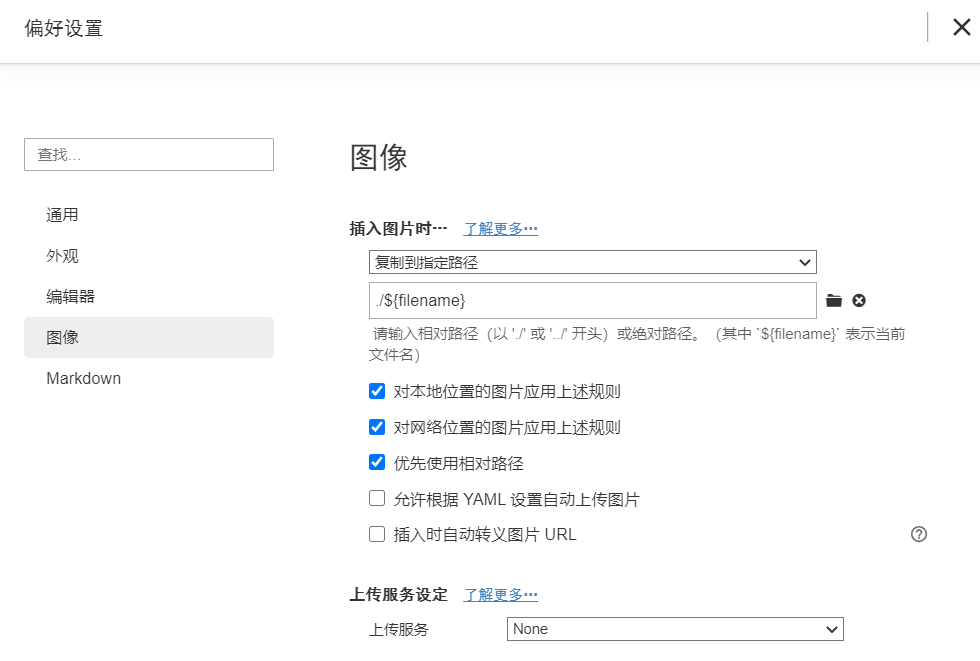 偏好设置
查找...
通用
外观
编辑器
图像
Markdown
图像
插入图片时… 了解更多…
复制到指定路径
./${filename}
请输入相对路径（以 './' 或 '../' 开头）或绝对路径。（其中 `${filename}` 表示当前
文件名）
对本地位置的图片应用上述规则
对网络位置的图片应用上述规则
优先使用相对路径
允许根据 YAML 设置自动上传图片
插入时自动转义图片 URL
上传服务设定 了解更多…
上传服务 None